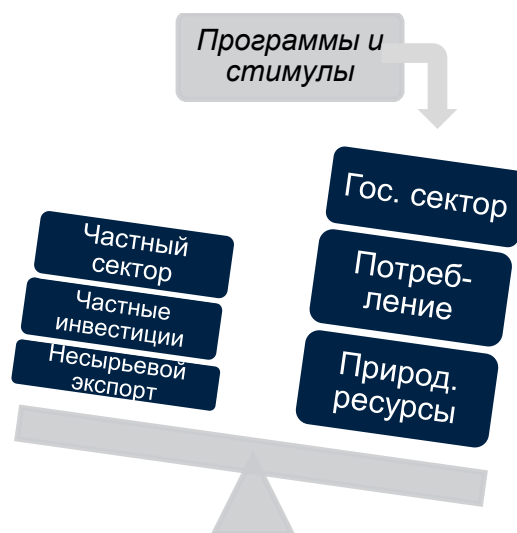 Программы и
стимулы
Гос. сектор
Потреб-
ление
Природ.
ресурсы
Частный
сектор
Частные
инвестиции
Несырьевой
экспорт